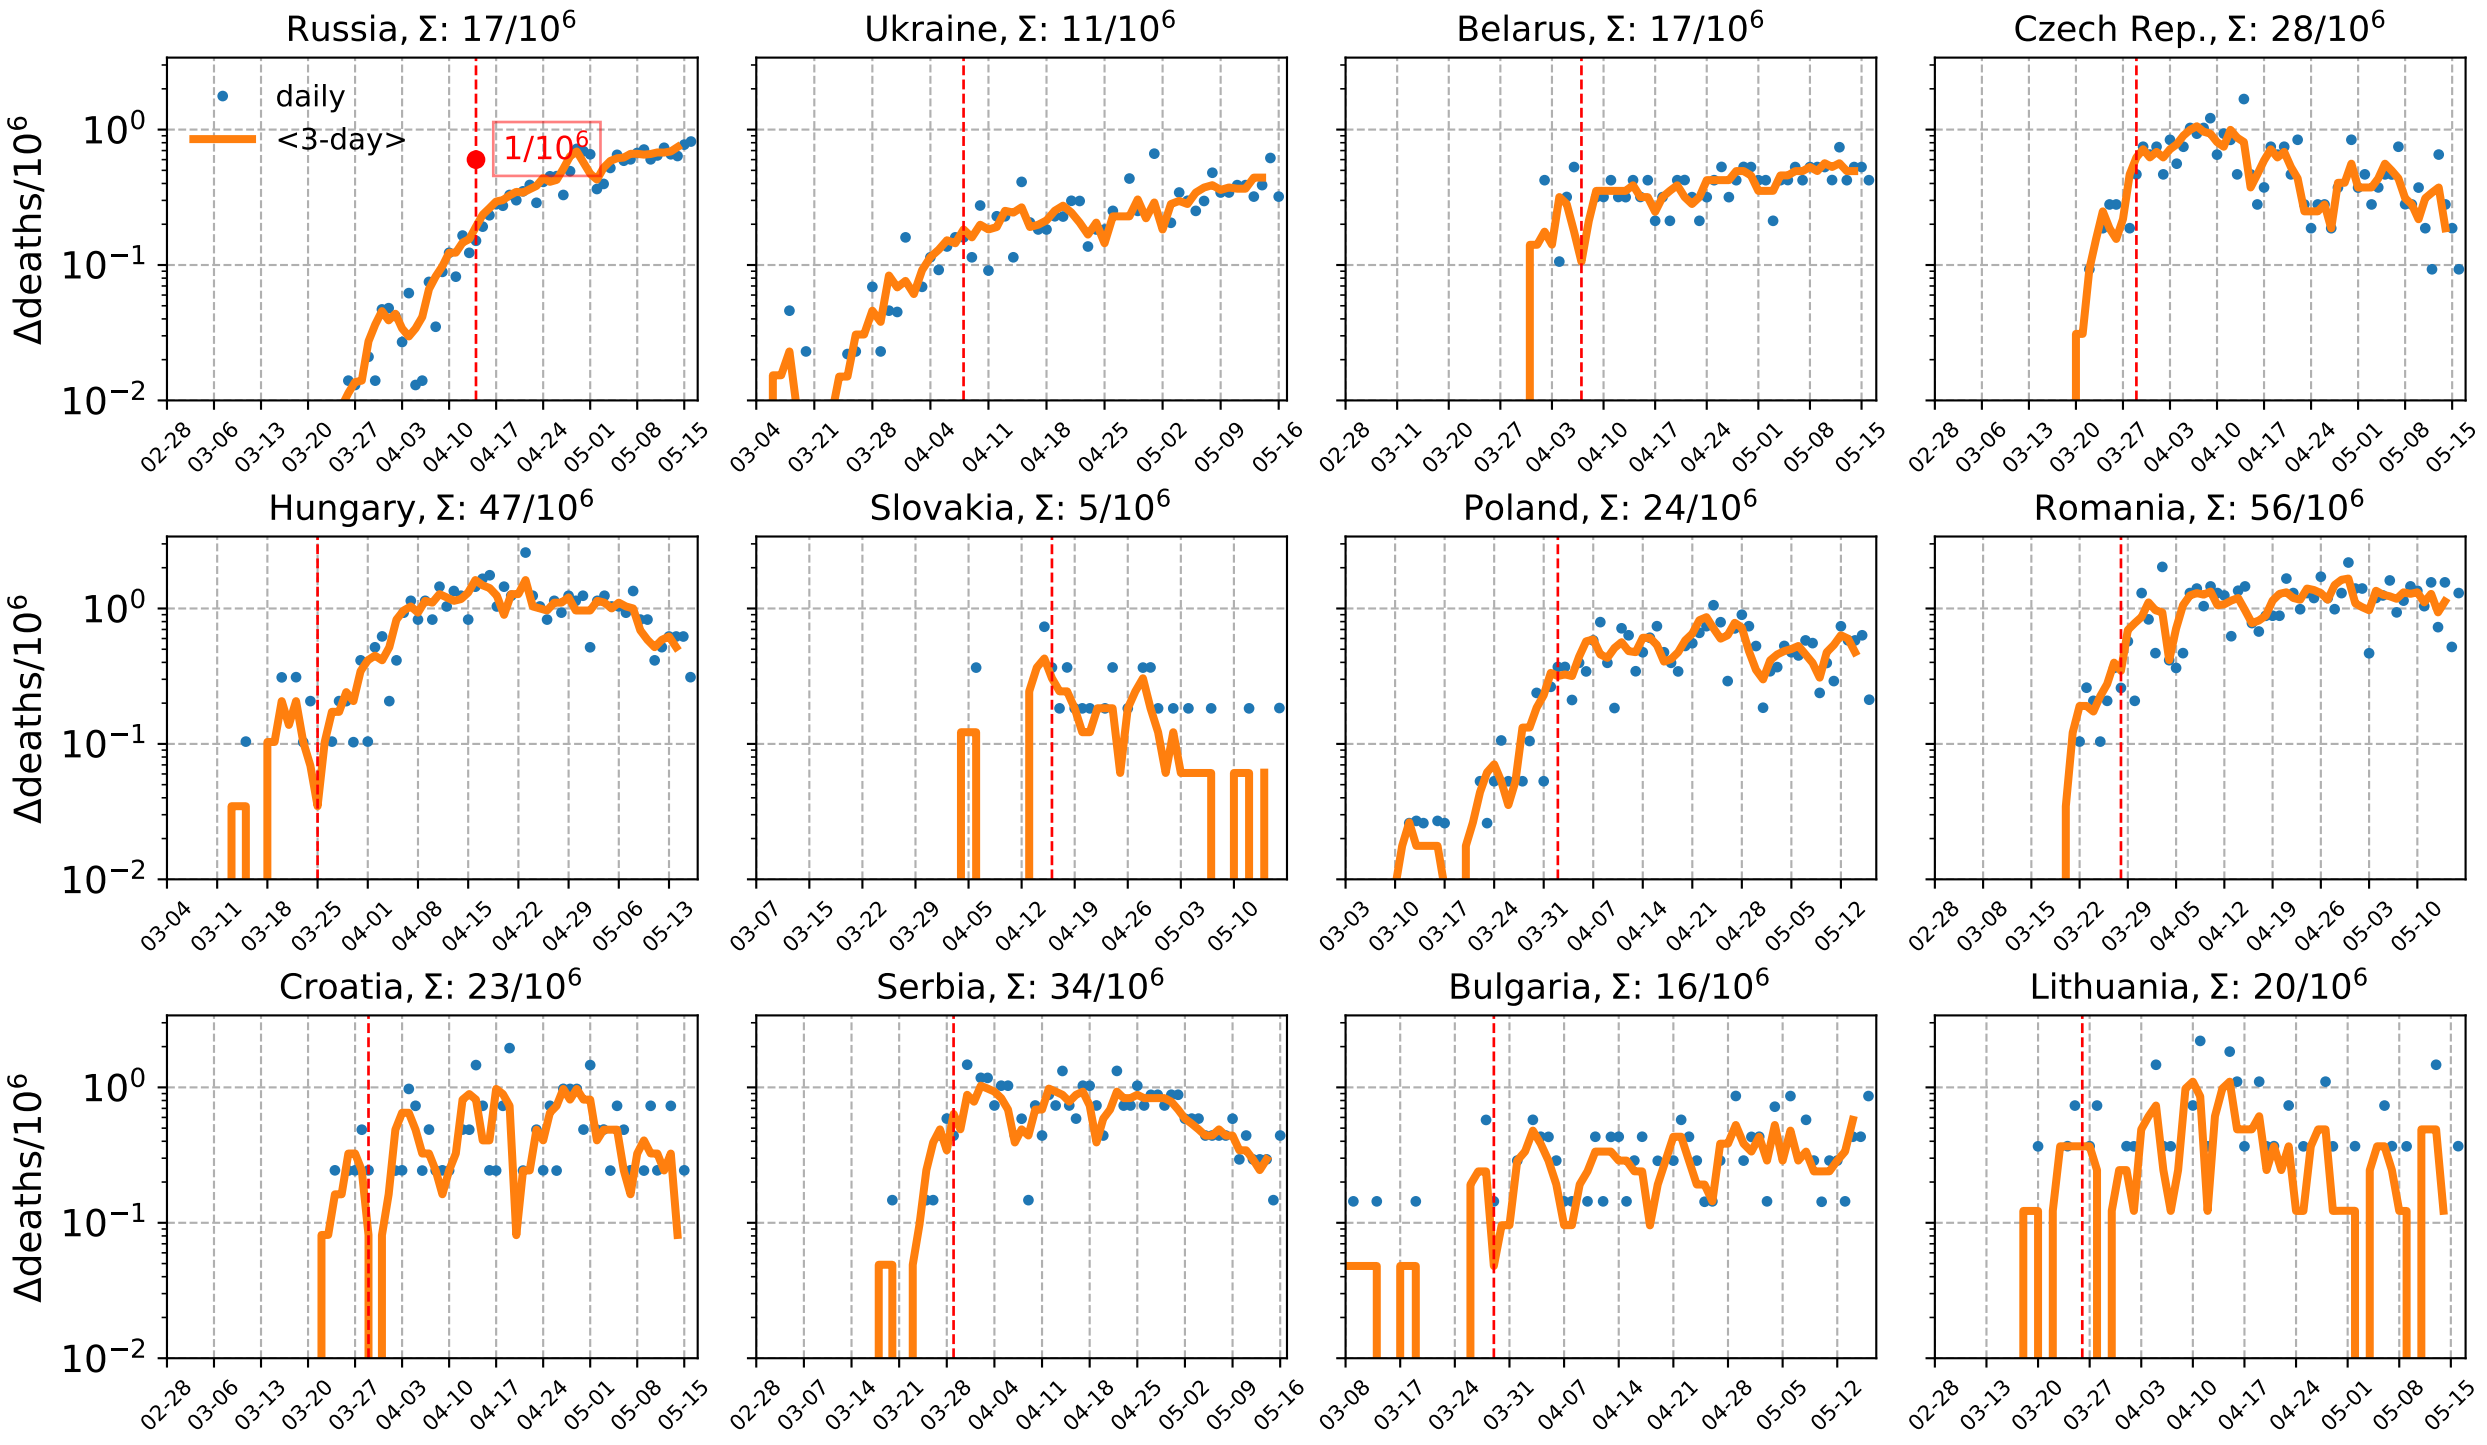 Russia, Σ: 17/10⁶
Ukraine, Σ: 11/10⁶
Belarus, Σ: 17/10⁶
Czech Rep., Σ: 28/10⁶
Δdeaths/10⁶
10⁰
10⁻¹
10⁻²
daily
<3-day>
1/10⁶
02-28 03-06 03-13 03-20 03-27 04-03 04-10 04-17 04-24 05-01 05-08 05-15
03-04 03-21 03-28 04-04 04-11 04-18 04-25 05-02 05-09 05-16
02-28 03-11 03-20 03-27 04-03 04-10 04-17 04-24 05-01 05-08 05-15
02-28 03-06 03-13 03-20 03-27 04-03 04-10 04-17 04-24 05-01 05-08 05-15
Hungary, Σ: 47/10⁶
Slovakia, Σ: 5/10⁶
Poland, Σ: 24/10⁶
Romania, Σ: 56/10⁶
Δdeaths/10⁶
10⁰
10⁻¹
10⁻²
03-04 03-11 03-18 03-25 04-01 04-08 04-15 04-22 04-29 05-06 05-13
03-07 03-15 03-22 03-29 04-05 04-12 04-19 04-26 05-03 05-10
03-03 03-10 03-17 03-24 03-31 04-07 04-14 04-21 04-28 05-05 05-12
02-28 03-08 03-15 03-22 03-29 04-05 04-12 04-19 04-26 05-03 05-10
Croatia, Σ: 23/10⁶
Serbia, Σ: 34/10⁶
Bulgaria, Σ: 16/10⁶
Lithuania, Σ: 20/10⁶
Δdeaths/10⁶
10⁰
10⁻¹
10⁻²
02-28 03-06 03-13 03-20 03-27 04-03 04-10 04-17 04-24 05-01 05-08 05-15
02-28 03-07 03-14 03-21 03-28 04-04 04-11 04-18 04-25 05-02 05-09 05-16
03-08 03-17 03-24 03-31 04-07 04-14 04-21 04-28 05-05 05-12
02-28 03-13 03-20 03-27 04-03 04-10 04-17 04-24 05-01 05-08 05-15